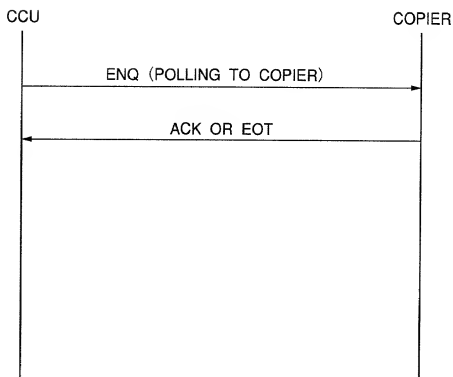 CCU
COPIER
ENQ (POLLING TO COPIER)
ACK OR EOT